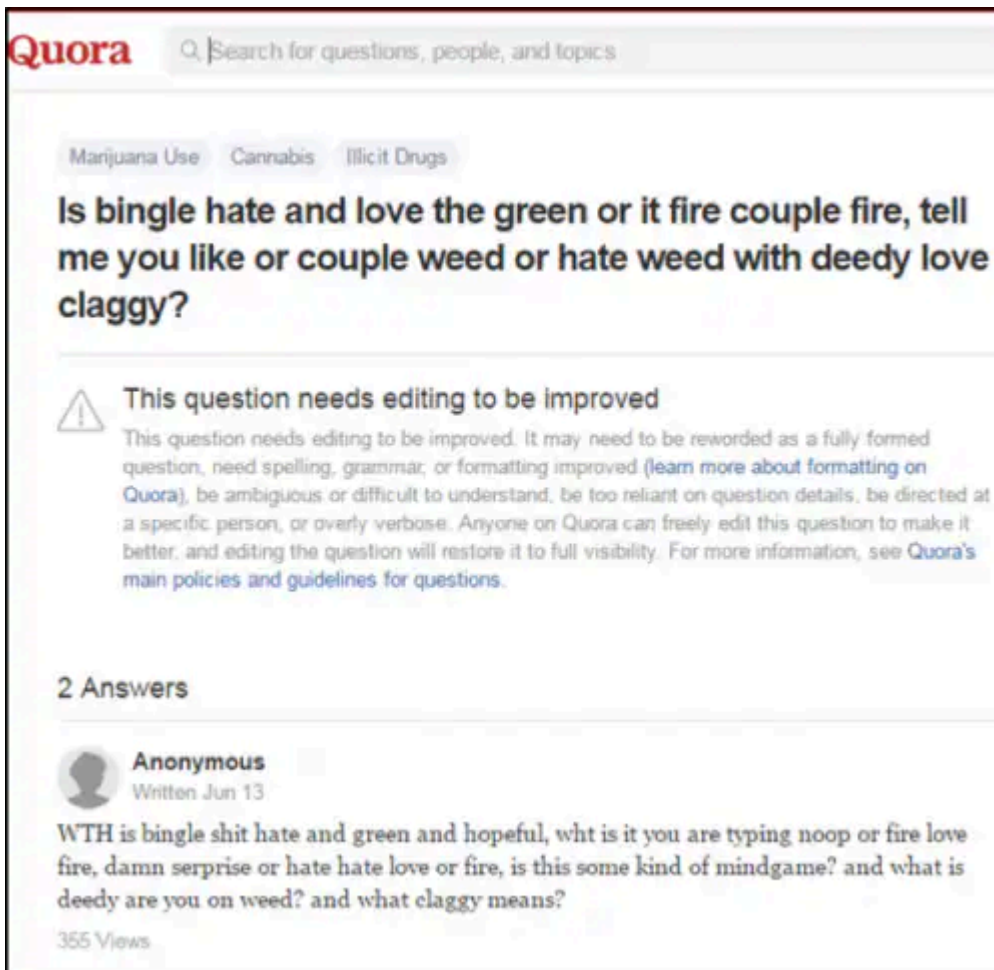 Quora Search for questions, people, and topics
Marijuana Use Cannabis Illicit Drugs
Is bingle hate and love the green or it fire couple fire, tell
me you like or couple weed or hate weed with deedy love
claggy?
This question needs editing to be improved
This question needs editing to be improved. It may need to be reworded as a fully formed
question, need spelling, grammar, or formatting improved (learn more about formatting on
Quora), be ambiguous or difficult to understand, be too reliant on question details, be directed at
a specific person, or overly verbose. Anyone on Quora can freely edit this question to make it
better, and editing the question will restore it to full visibility. For more information, see Quora's
main policies and guidelines for questions.
2 Answers
Anonymous
Written Jun 13
WTH is bingle shit hate and green and hopeful, wht is it you are typing noop or fire love
fire, damn serprise or hate hate love or fire, is this some kind of mindgame? and what is
deedy are you on weed? and what claggy means?
355 Views